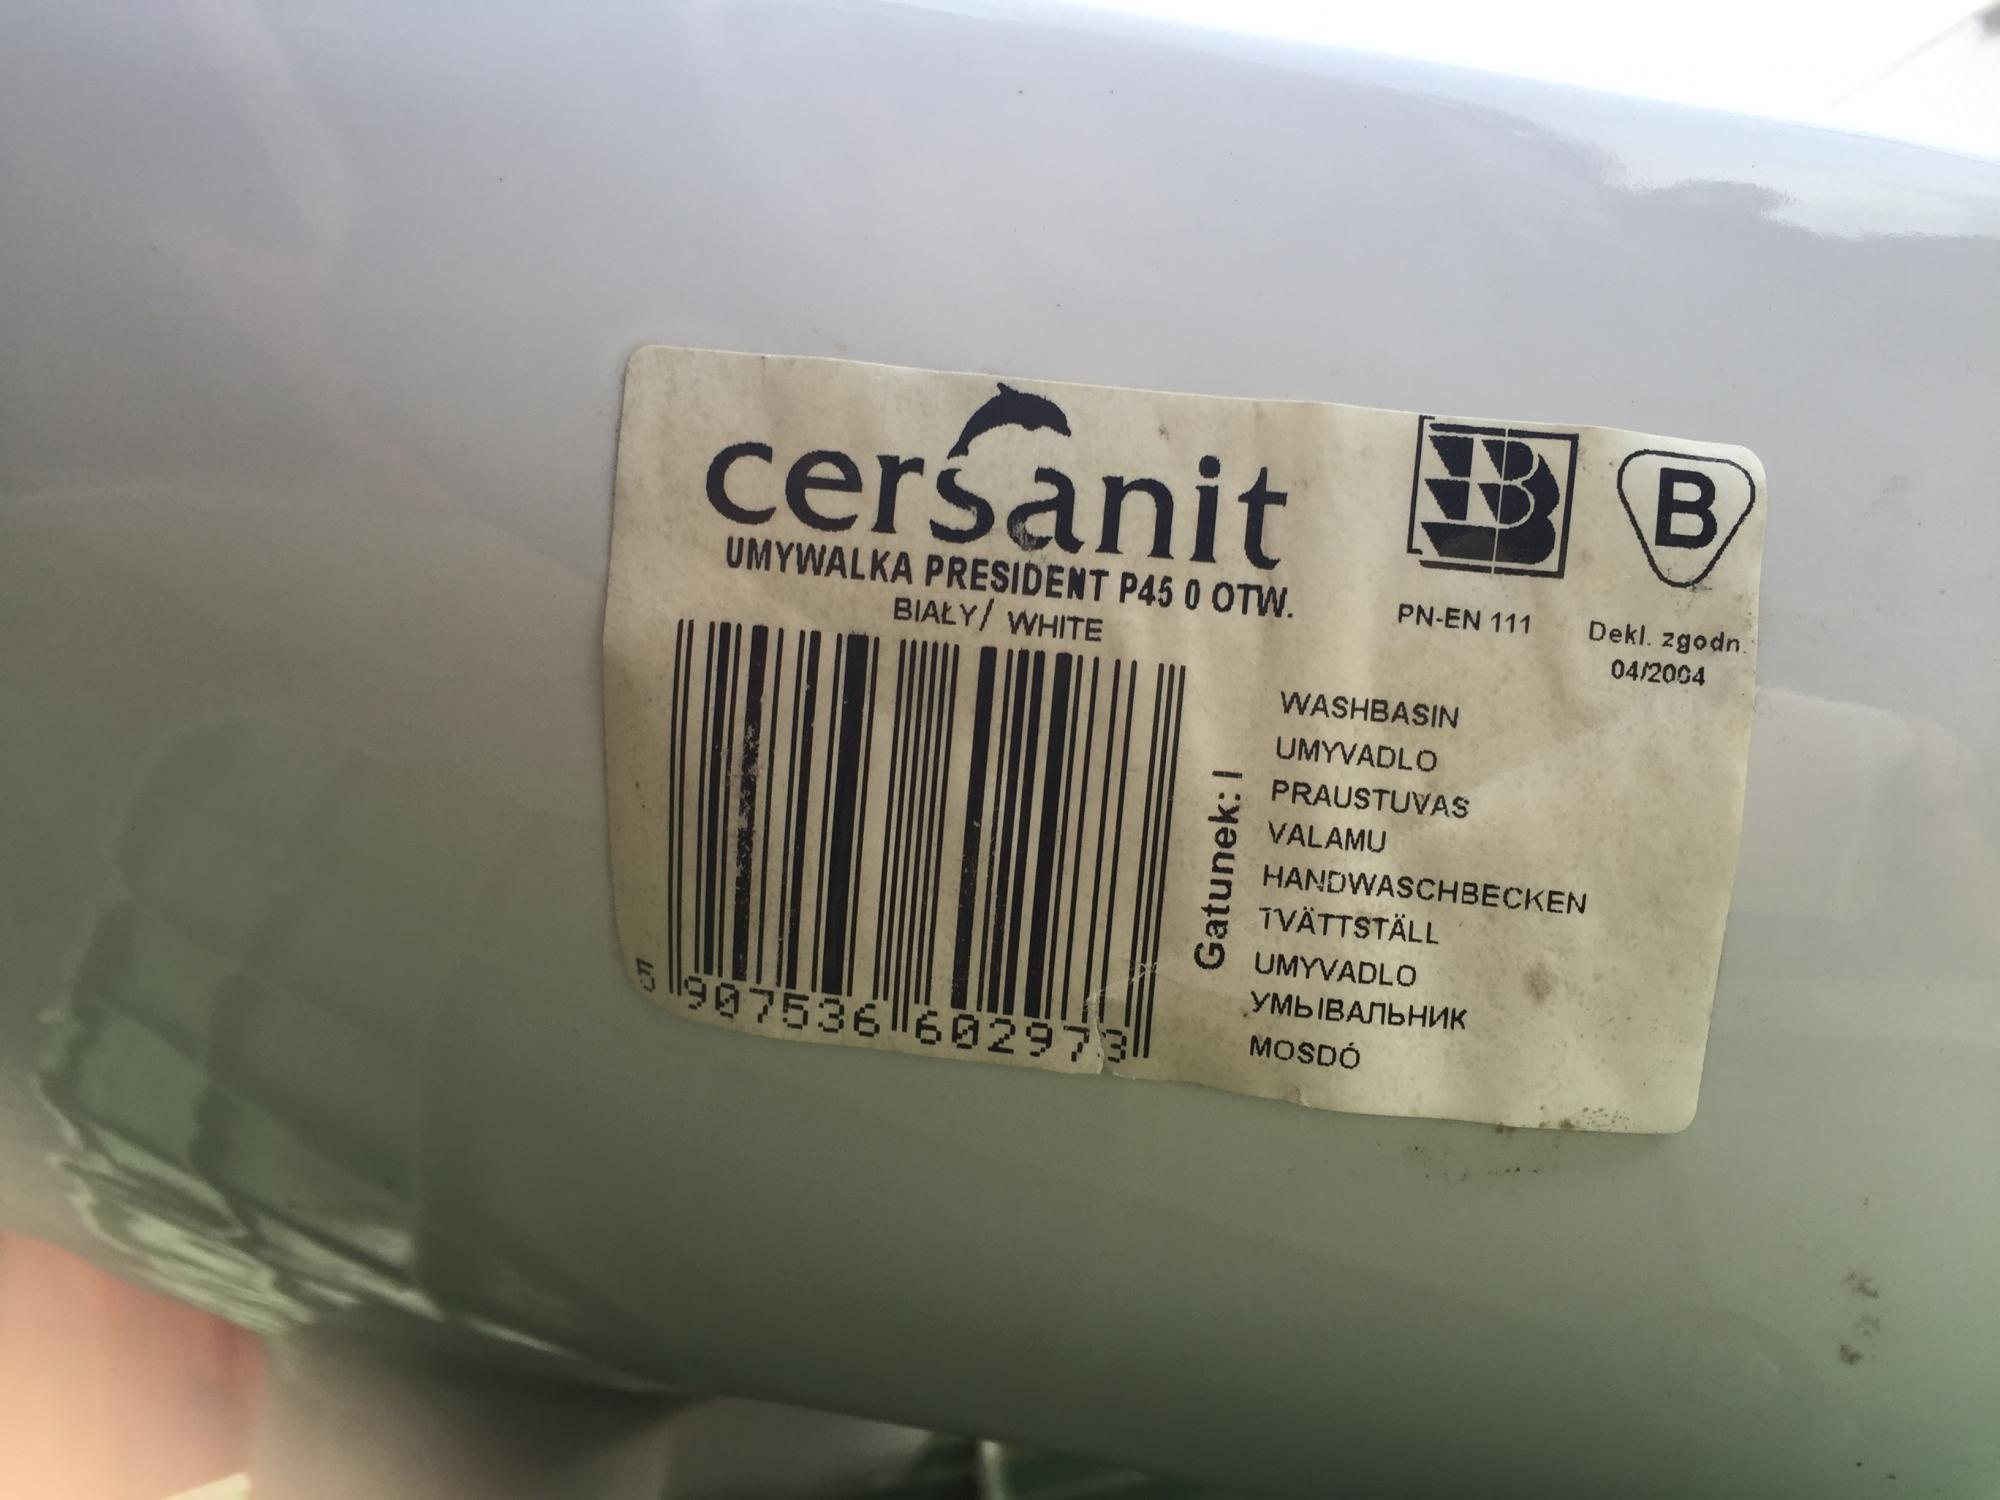 cersanit
UMYWALKA PRESIDENT P45 0 OTW.
BIAŁY/ WHITE
5 907536 602973
Gatunek: I
B
PN-EN 111
B
Dekl. zgodn.
04/2004
WASHBASIN
UMYVADLO
PRAUSTUVAS
VALAMU
HANDWASCHBECKEN
TVÄTTSTÄLL
UMYVADLO
УМЫВАЛЬНИК
MOSDÓ